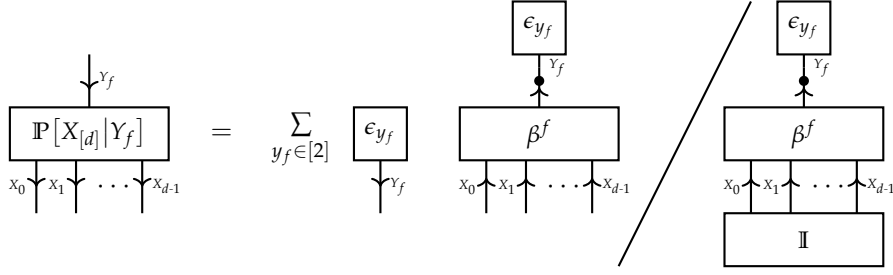 ϵ_{y_f} ϵ_{y_f}
Y_f Y_f Y_f
ℙ[X_{[d]}|Y_f] = ∑_{y_f∈[2]} ϵ_{y_f} β^f β^f
X_0 X_1 ··· X_{d-1} Y_f X_0 X_1 ··· X_{d-1} X_0 X_1 ··· X_{d-1}
𝕀